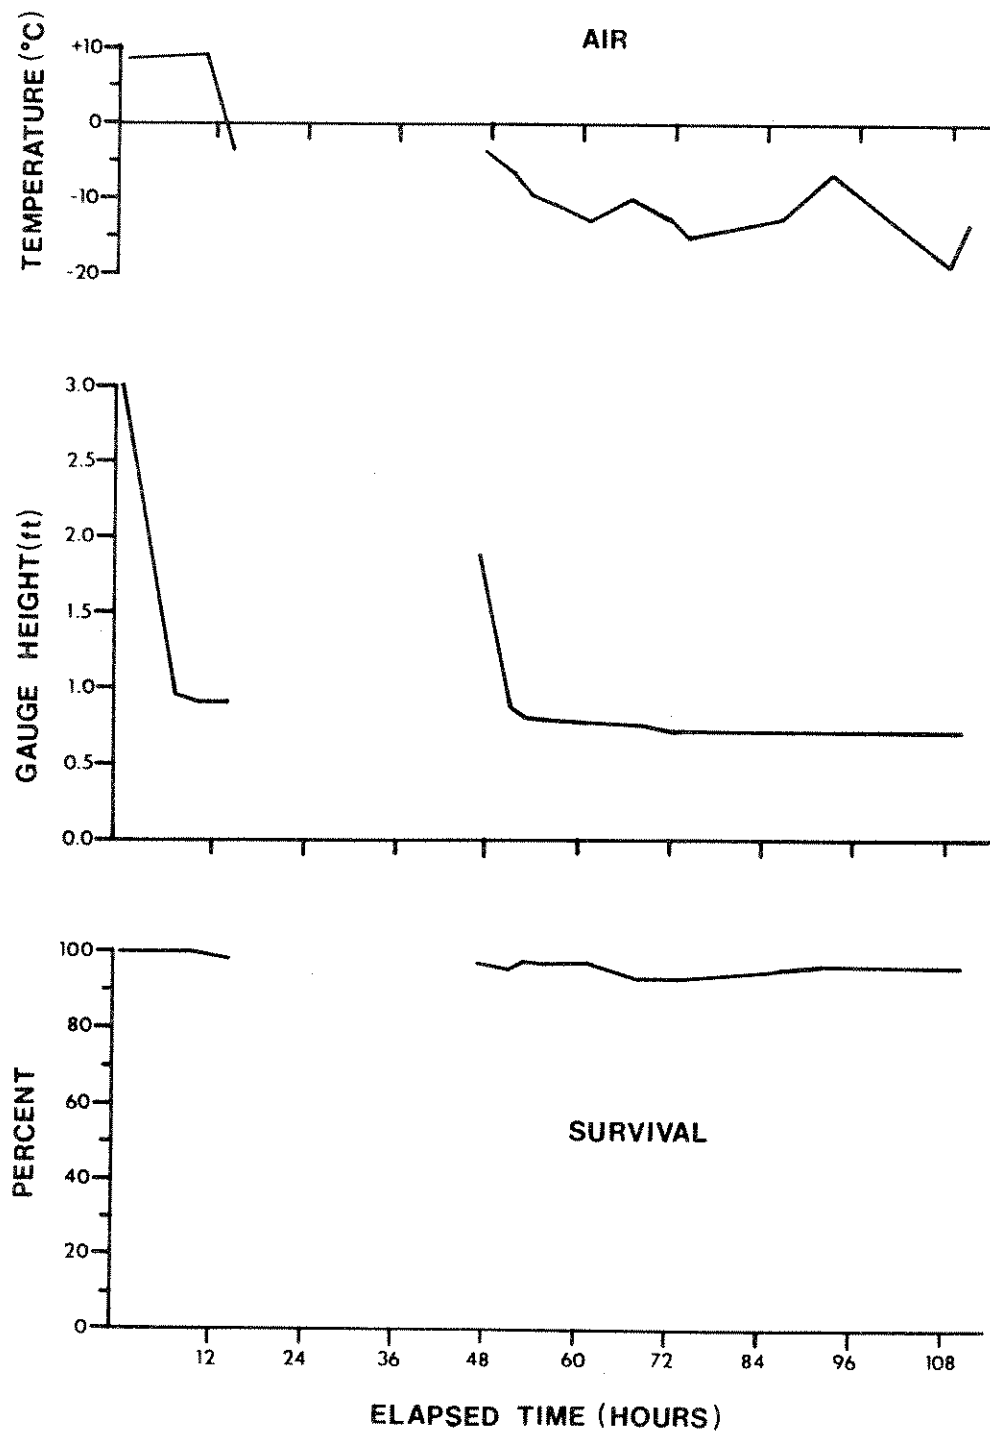 AIR
TEMPERATURE (°C)
+10
0
-10
-20
GAUGE HEIGHT(ft)
3.0
2.5
2.0
1.5
1.0
0.5
0.0
PERCENT
100
80
60
40
20
0
SURVIVAL
12 24 36 48 60 72 84 96 108
ELAPSED TIME (HOURS)